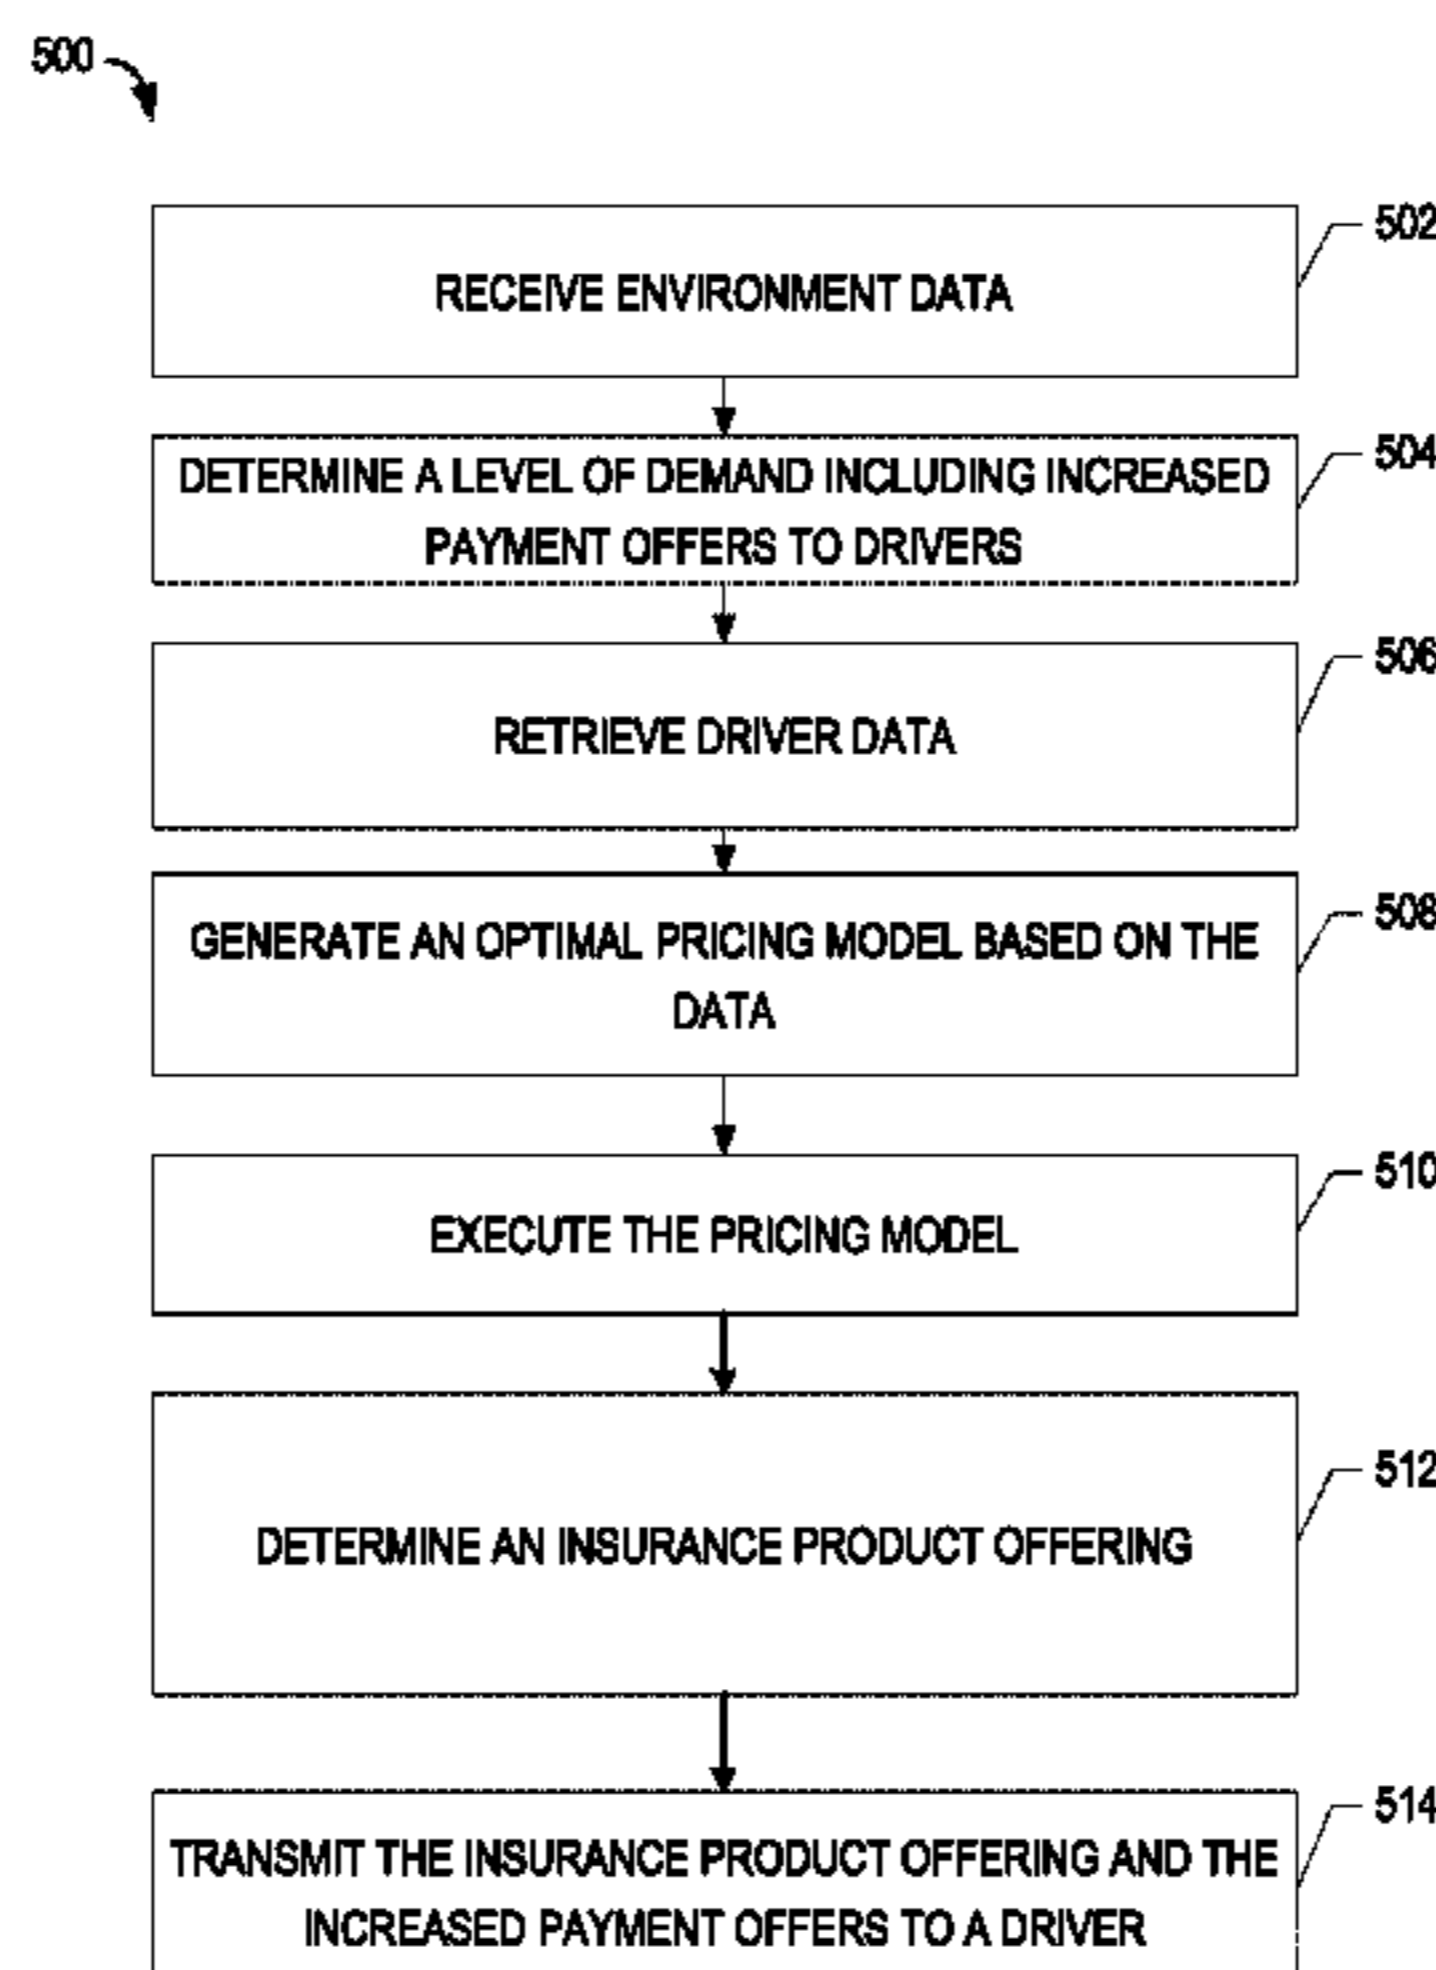 500
502
RECEIVE ENVIRONMENT DATA
504
DETERMINE A LEVEL OF DEMAND INCLUDING INCREASED
PAYMENT OFFERS TO DRIVERS
506
RETRIEVE DRIVER DATA
508
GENERATE AN OPTIMAL PRICING MODEL BASED ON THE
DATA
510
EXECUTE THE PRICING MODEL
512
DETERMINE AN INSURANCE PRODUCT OFFERING
514
TRANSMIT THE INSURANCE PRODUCT OFFERING AND THE
INCREASED PAYMENT OFFERS TO A DRIVER